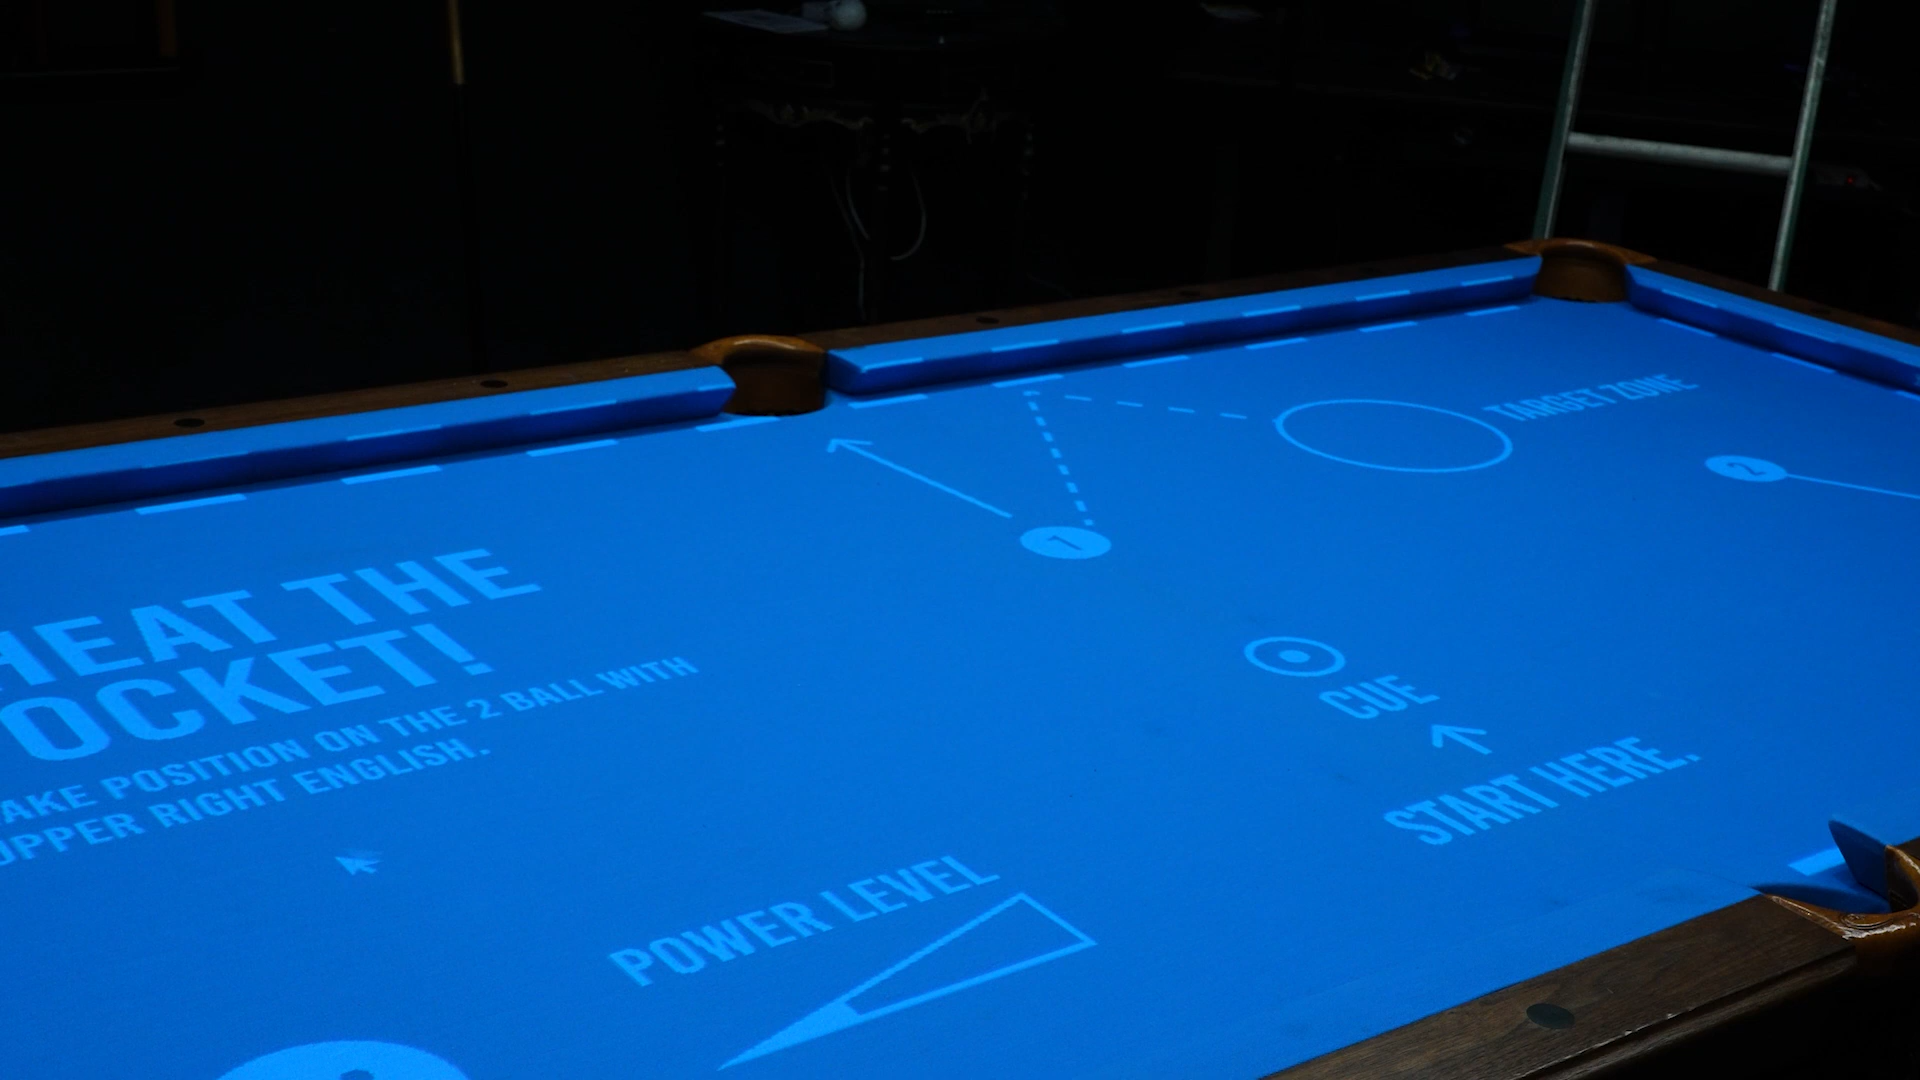 HEAT THE
OCKET!
AKE POSITION ON THE 2 BALL WITH
UPPER RIGHT ENGLISH.
POWER LEVEL
1
TARGET ZONE
2
CUE
START HERE.